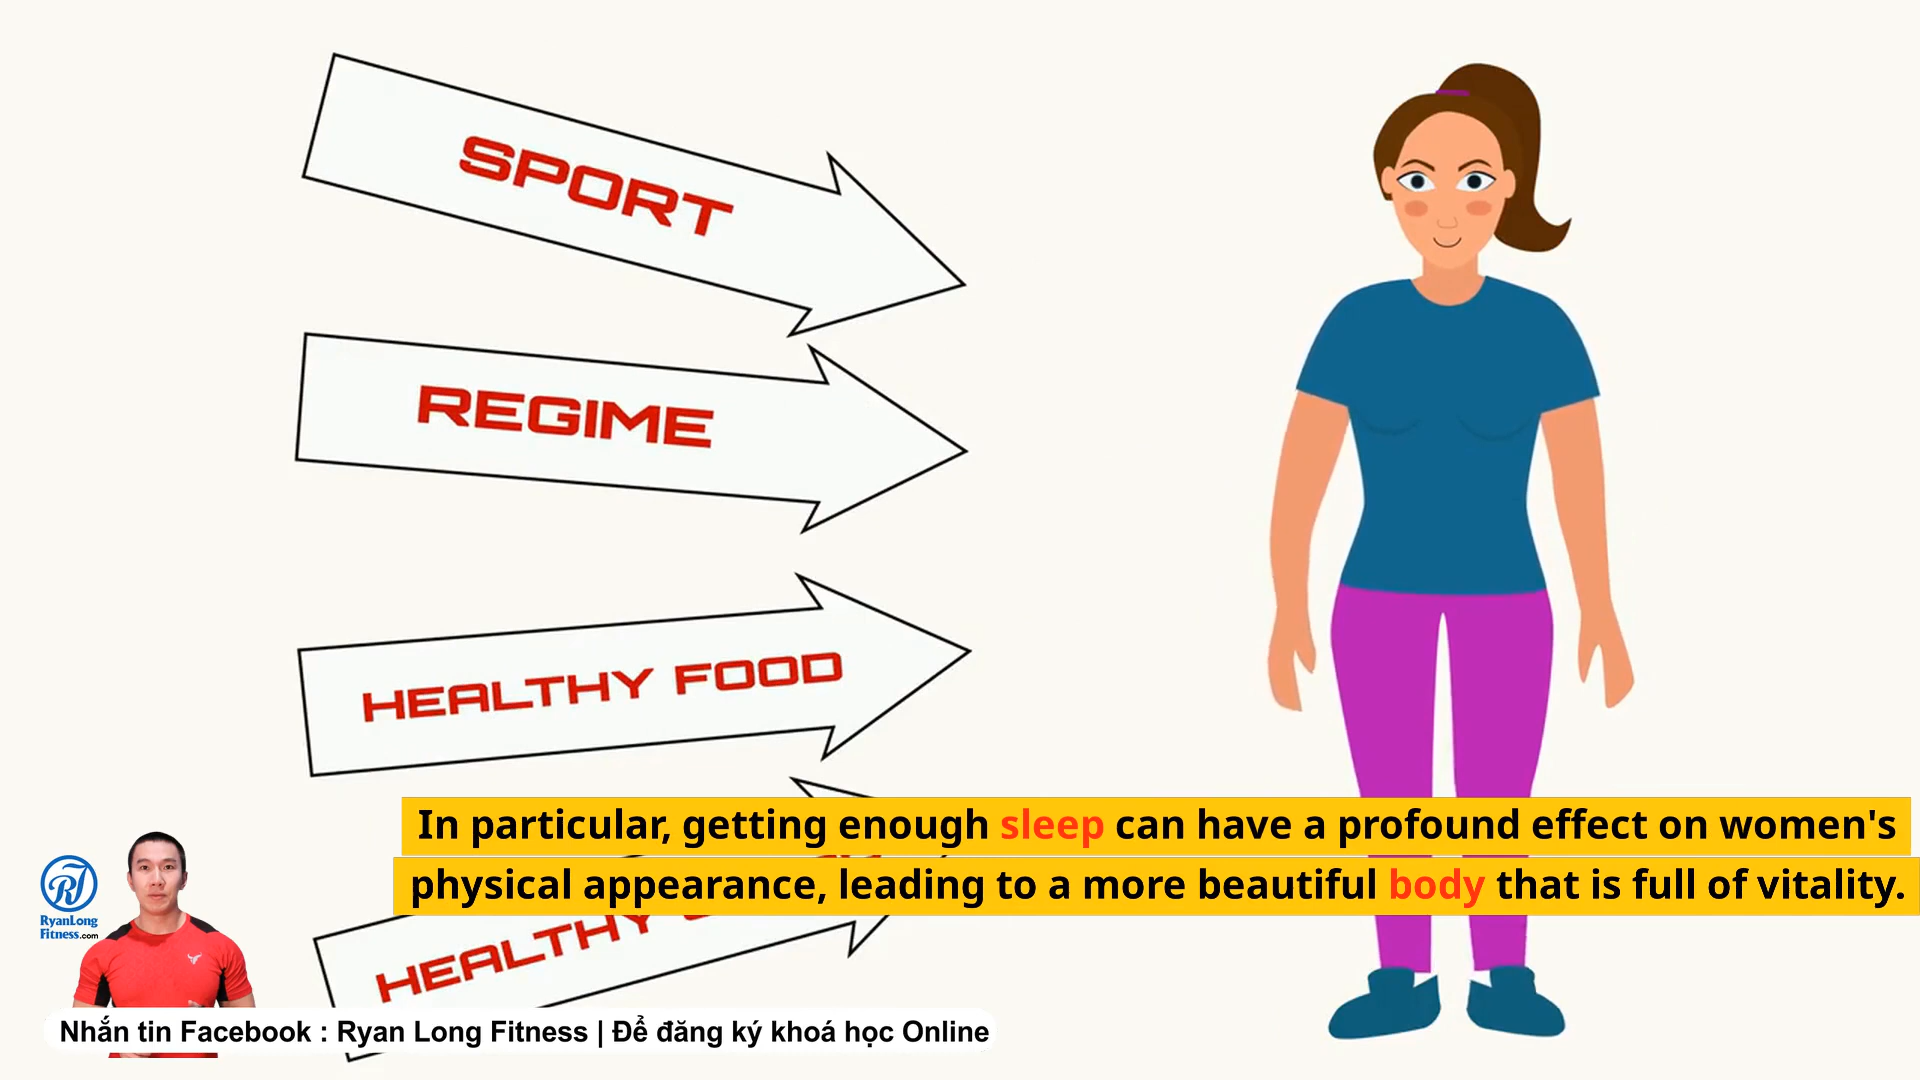 SPORT
REGIME
HEALTHY FOOD
In particular, getting enough sleep can have a profound effect on women's
physical appearance, leading to a more beautiful body that is full of vitality.
HEALTHY
RyanLong
Fitness.com
Nhắn tin Facebook : Ryan Long Fitness | Để đăng ký khoá học Online